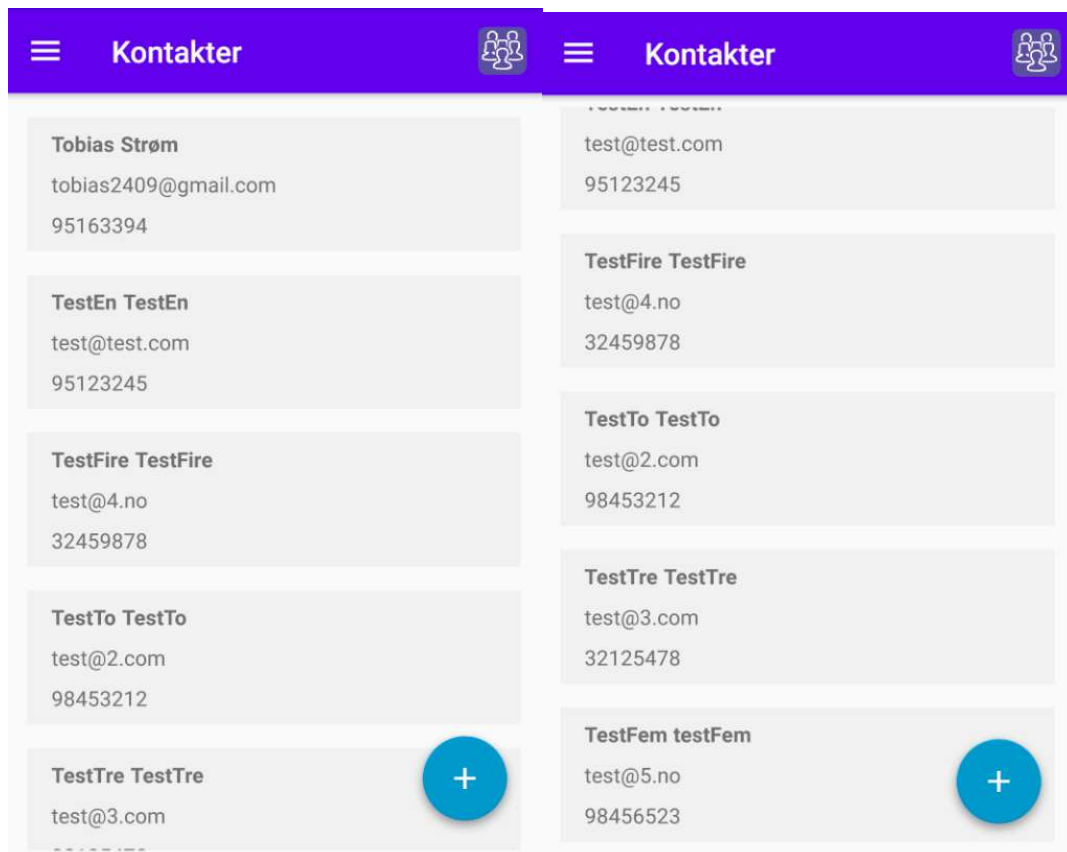 Kontakter
Tobias Strøm
tobias2409@gmail.com
95163394
TestEn TestEn
test@test.com
95123245
TestFire TestFire
test@4.no
32459878
TestTo TestTo
test@2.com
98453212
TestTre TestTre
test@3.com
+
Kontakter
TestEn TestEn
test@test.com
95123245
TestFire TestFire
test@4.no
32459878
TestTo TestTo
test@2.com
98453212
TestTre TestTre
test@3.com
32125478
TestFem testFem
test@5.no
98456523
+